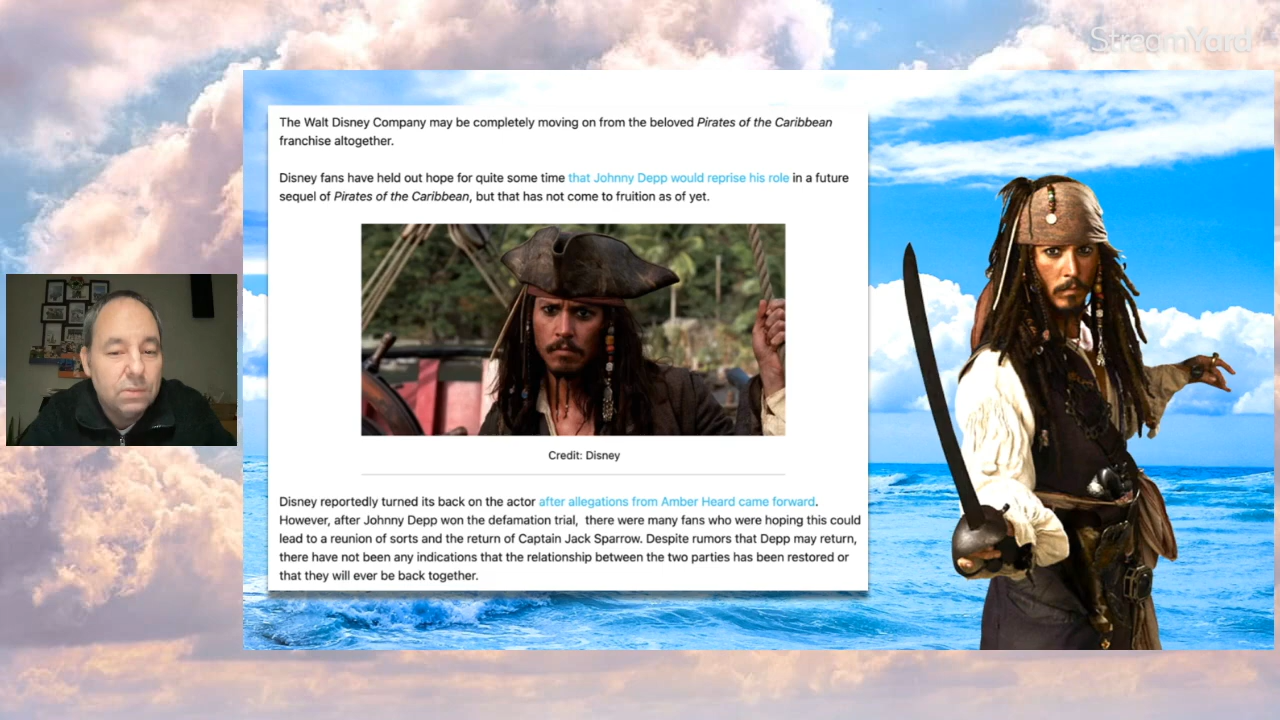 StreamYard
The Walt Disney Company may be completely moving on from the beloved Pirates of the Caribbean
franchise altogether.
Disney fans have held out hope for quite some time that Johnny Depp would reprise his role in a future
sequel of Pirates of the Caribbean, but that has not come to fruition as of yet.
Credit: Disney
Disney reportedly turned its back on the actor after allegations from Amber Heard came forward.
However, after Johnny Depp won the defamation trial,  there were many fans who were hoping this could
lead to a reunion of sorts and the return of Captain Jack Sparrow. Despite rumors that Depp may return,
there have not been any indications that the relationship between the two parties has been restored or
that they will ever be back together.